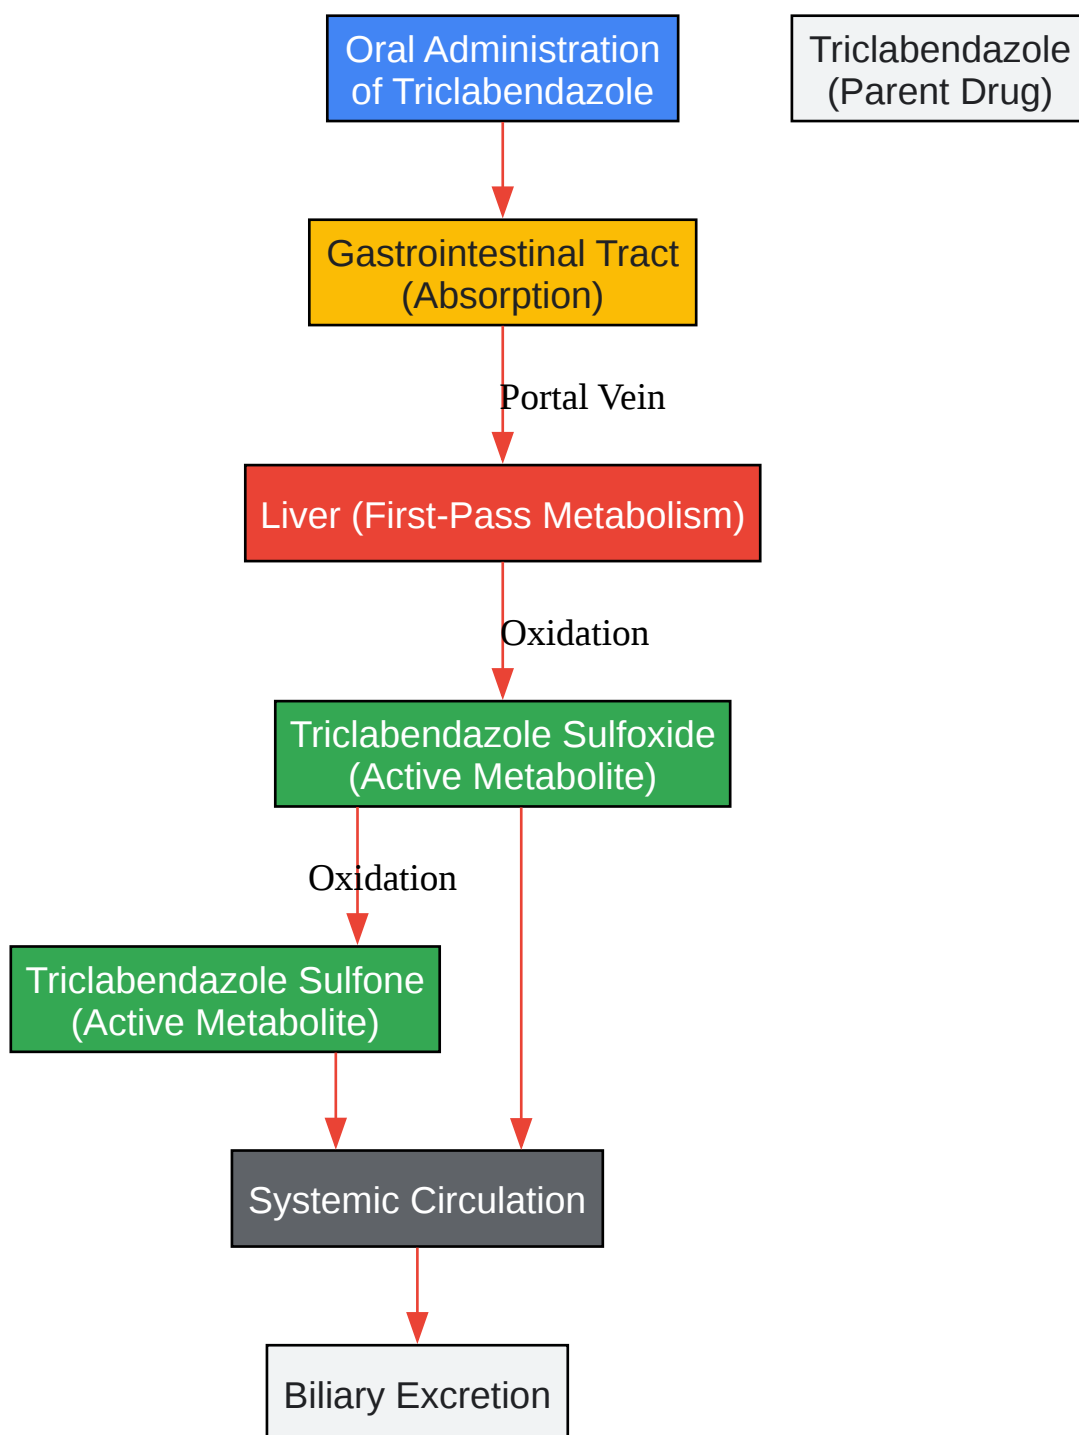 Oral Administration
of Triclabendazole
Triclabendazole
(Parent Drug)
Gastrointestinal Tract
(Absorption)
Portal Vein
Liver (First-Pass Metabolism)
Oxidation
Triclabendazole Sulfoxide
(Active Metabolite)
Oxidation
Triclabendazole Sulfone
(Active Metabolite)
Systemic Circulation
Biliary Excretion